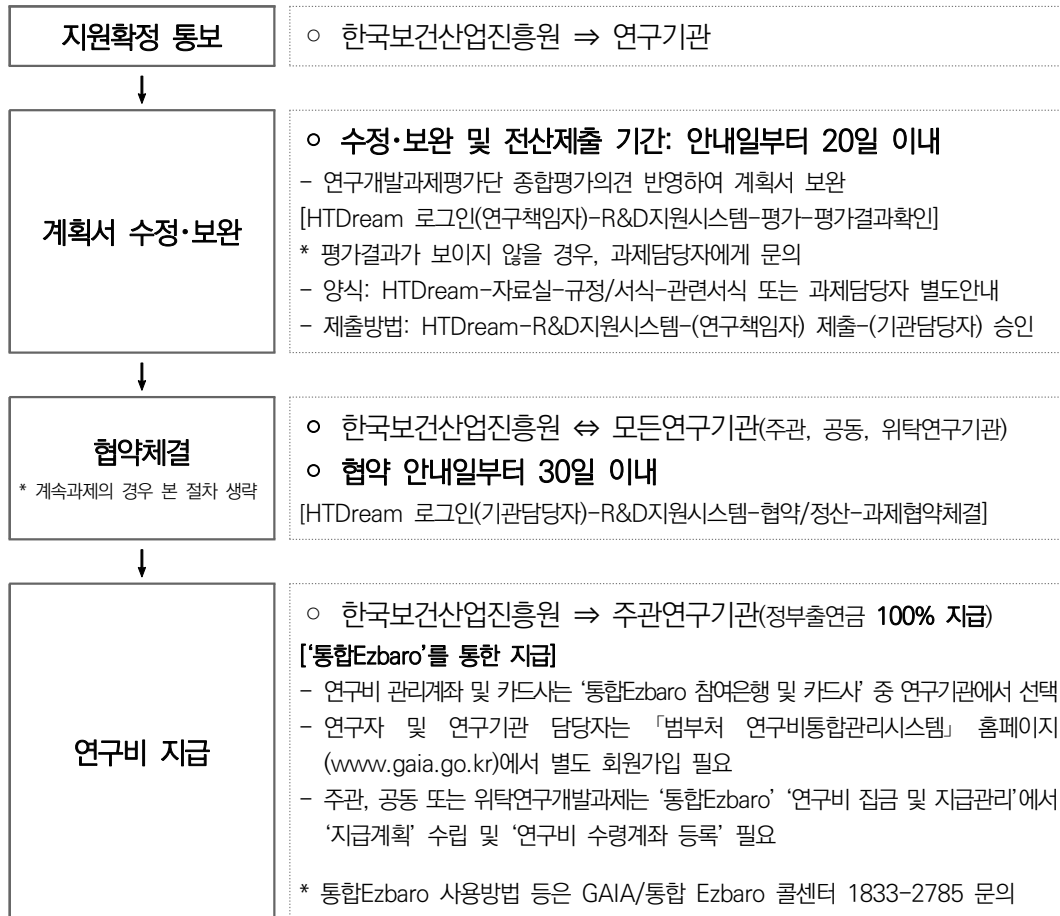 지원확정 통보
○ 한국보건산업진흥원 ⇒ 연구기관
↓
계획서 수정·보완
○ 수정·보완 및 전산제출 기간: 안내일부터 20일 이내
- 연구개발과제평가단 종합평가의견 반영하여 계획서 보완
[HTDream 로그인(연구책임자)-R&D지원시스템-평가-평가결과확인]
* 평가결과가 보이지 않을 경우, 과제담당자에게 문의
- 양식: HTDream-자료실-규정/서식-관련서식 또는 과제담당자 별도안내
- 제출방법: HTDream-R&D지원시스템-(연구책임자) 제출-(기관담당자) 승인
↓
협약체결
* 계속과제의 경우 본 절차 생략
○ 한국보건산업진흥원 ⇔ 모든연구기관(주관, 공동, 위탁연구기관)
○ 협약 안내일부터 30일 이내
[HTDream 로그인(기관담당자)-R&D지원시스템-협약/정산-과제협약체결]
↓
연구비 지급
○ 한국보건산업진흥원 ⇒ 주관연구기관(정부출연금 100% 지급)
['통합Ezbaro'를 통한 지급]
- 연구비 관리계좌 및 카드사는 '통합Ezbaro 참여은행 및 카드사' 중 연구기관에서 선택
- 연구자 및 연구기관 담당자는 「범부처 연구비통합관리시스템」 홈페이지
(www.gaia.go.kr)에서 별도 회원가입 필요
- 주관, 공동 또는 위탁연구개발과제는 '통합Ezbaro' '연구비 집금 및 지급관리'에서
'지급계획' 수립 및 '연구비 수령계좌 등록' 필요
* 통합Ezbaro 사용방법 등은 GAIA/통합 Ezbaro 콜센터 1833-2785 문의